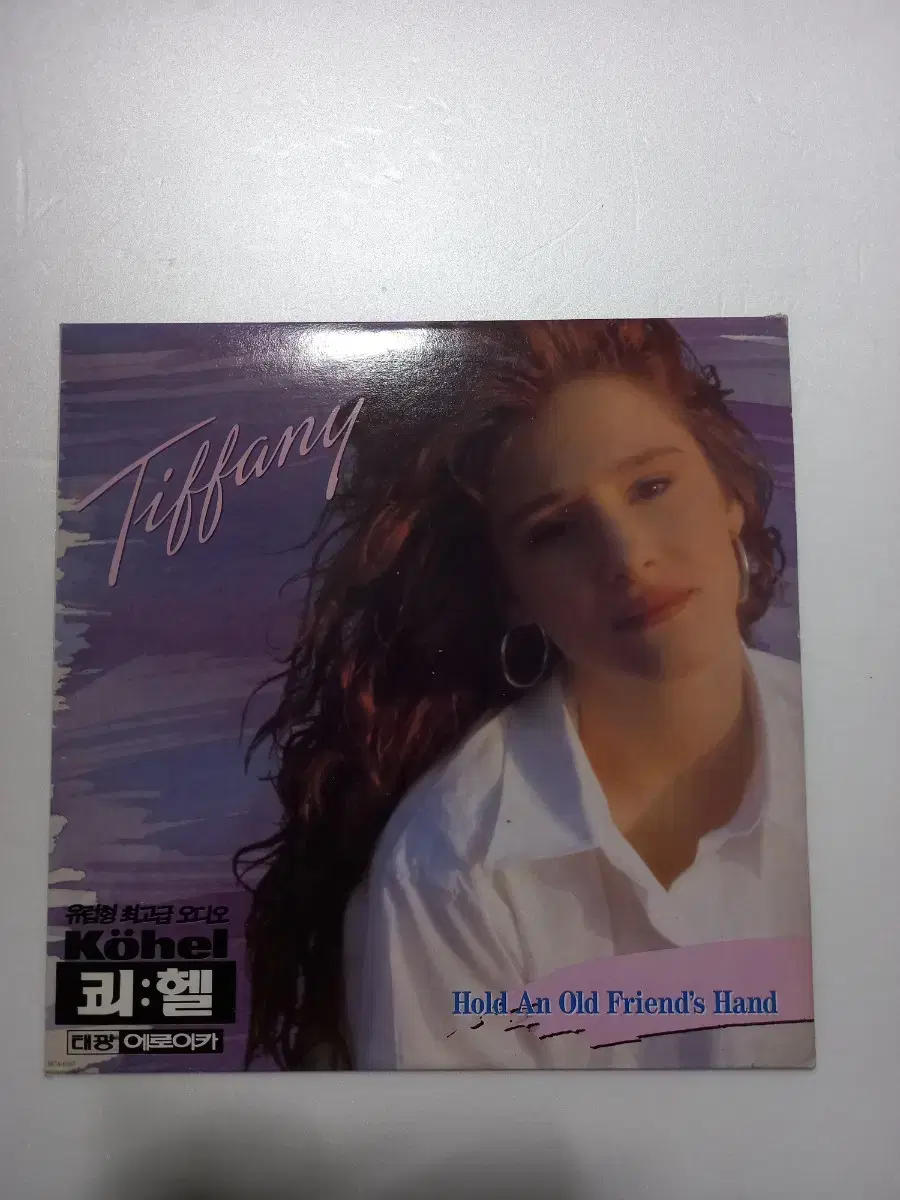 Tiffany
유럽형 최고급 오디오
Köhel
쾨:헬
태광 에로이카
Hold An Old Friend's Hand